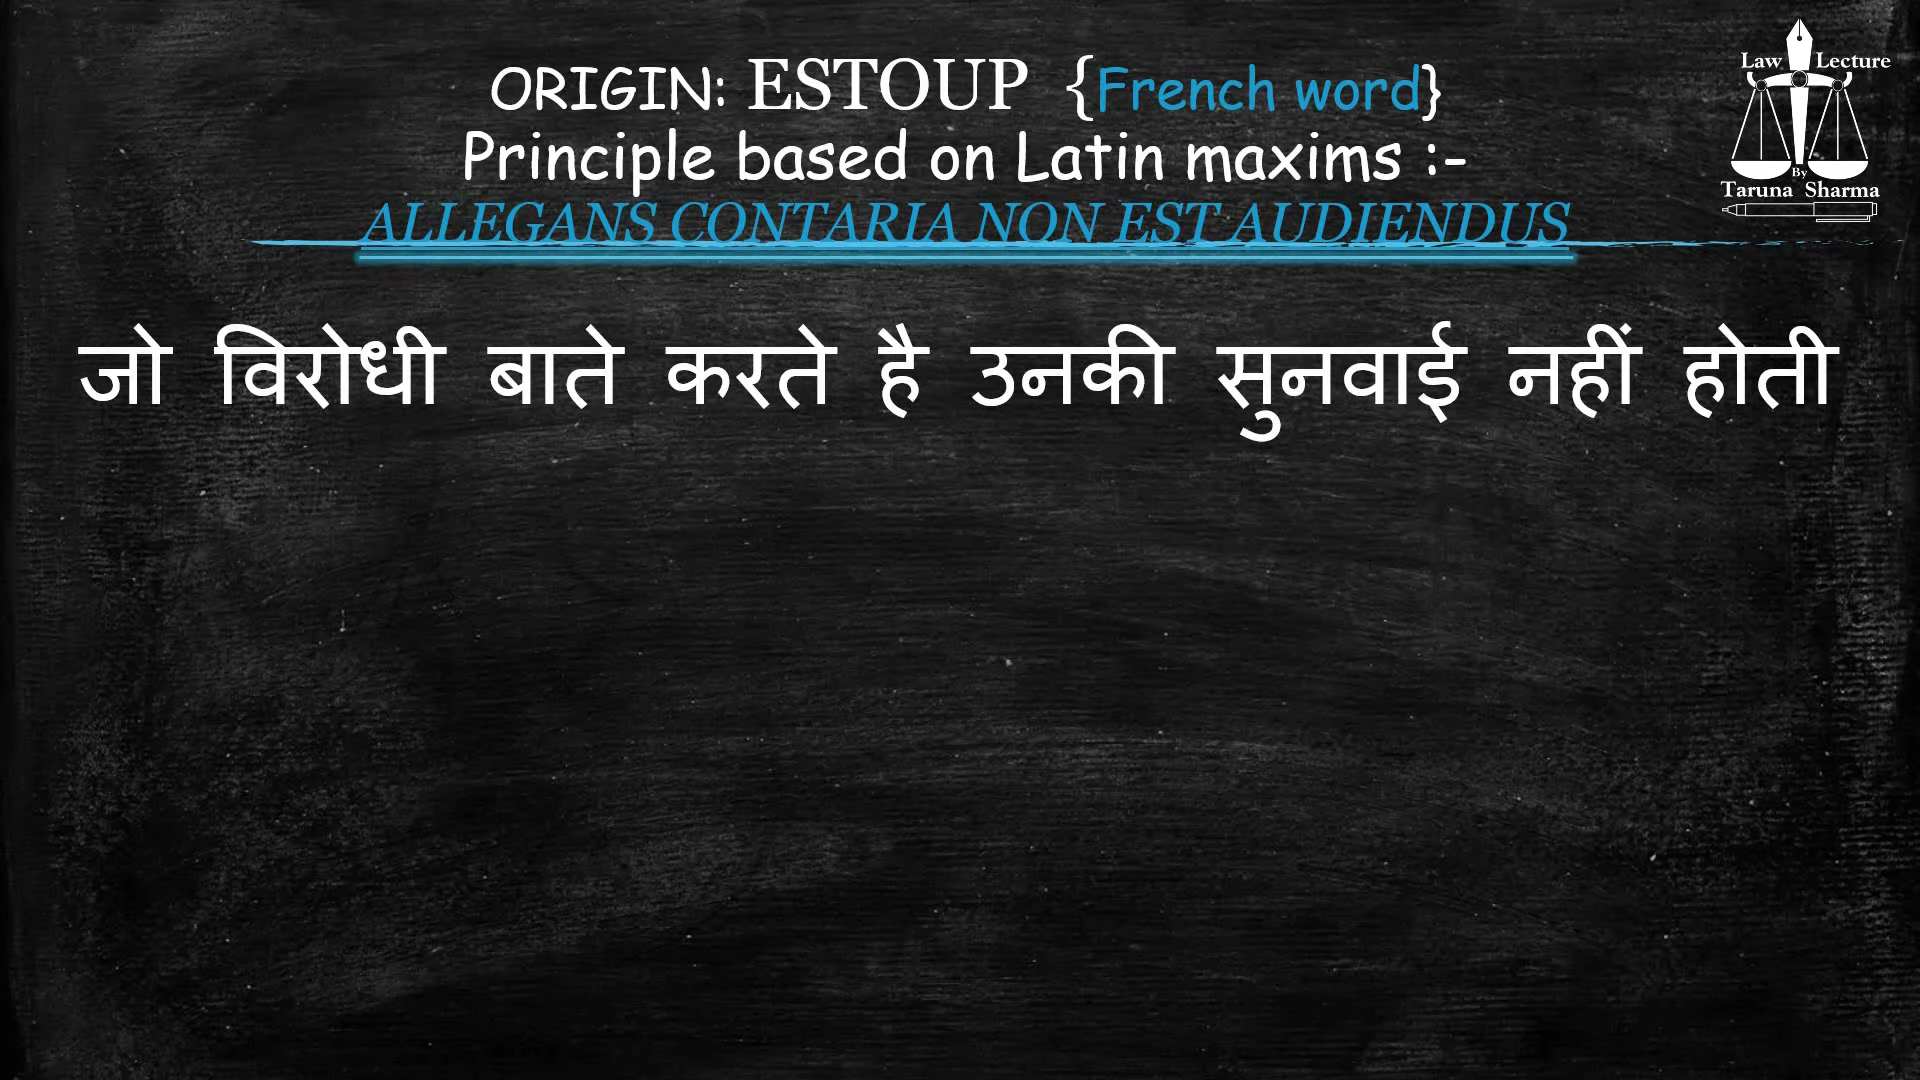 ORIGIN: ESTOUP {French word}
Principle based on Latin maxims :-
ALLEGANS CONTARIA NON EST AUDIENDUS
जो विरोधी बाते करते है उनकी सुनवाई नहीं होती
Law Lecture
By
Taruna Sharma